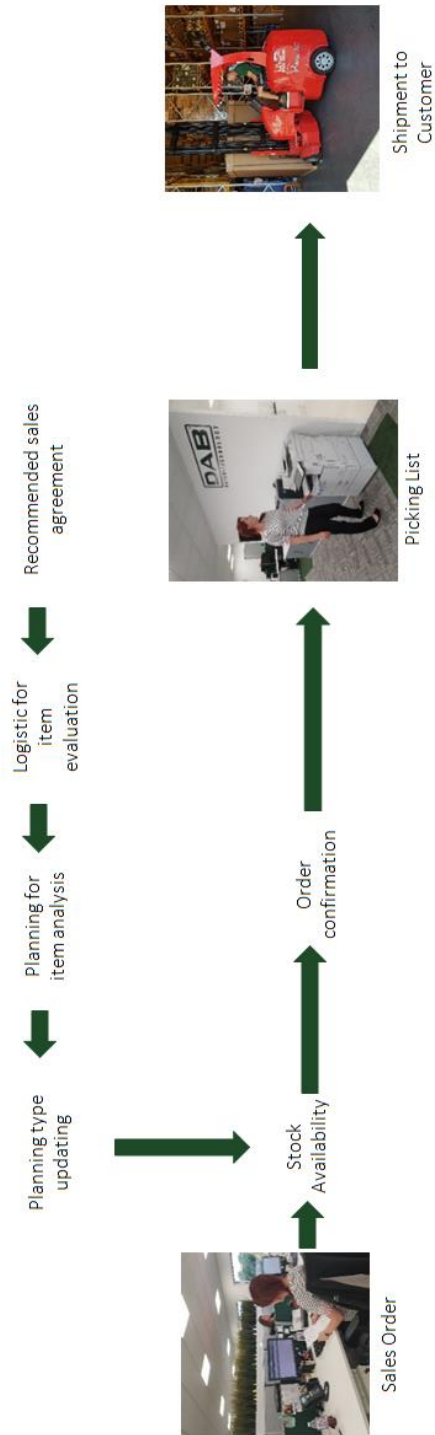 Recommended sales
agreement
Logistic for
item
evaluation
Planning for
item analysis
Planning type
updating
Sales Order
Stock
Availability
Order
confirmation
DAB
Picking List
Shipment to
Customer